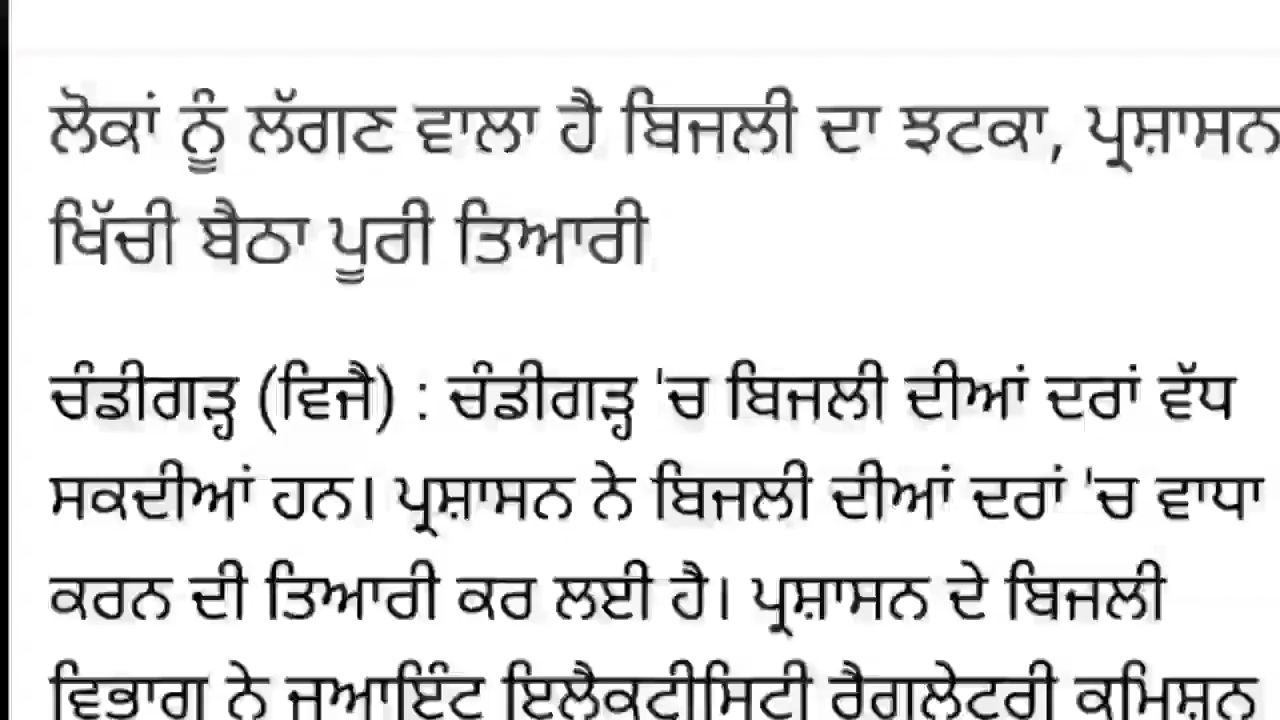 ਲੋਕਾਂ ਨੂੰ ਲੱਗਣ ਵਾਲਾ ਹੈ ਬਿਜਲੀ ਦਾ ਝਟਕਾ, ਪ੍ਰਸ਼ਾਸਨ
ਖਿੱਚੀ ਬੈਠਾ ਪੂਰੀ ਤਿਆਰੀ
ਚੰਡੀਗੜ੍ਹ (ਵਿਜੈ) : ਚੰਡੀਗੜ੍ਹ 'ਚ ਬਿਜਲੀ ਦੀਆਂ ਦਰਾਂ ਵੱਧ
ਸਕਦੀਆਂ ਹਨ। ਪ੍ਰਸ਼ਾਸਨ ਨੇ ਬਿਜਲੀ ਦੀਆਂ ਦਰਾਂ 'ਚ ਵਾਧਾ
ਕਰਨ ਦੀ ਤਿਆਰੀ ਕਰ ਲਈ ਹੈ। ਪ੍ਰਸ਼ਾਸਨ ਦੇ ਬਿਜਲੀ
ਵਿਭਾਗ ਨੇ ਜੁਆਇੰਟ ਇਲੈਕਟ੍ਰੀਸਿਟੀ ਰੈਗੂਲੇਟਰੀ ਕਮਿਸ਼ਨ